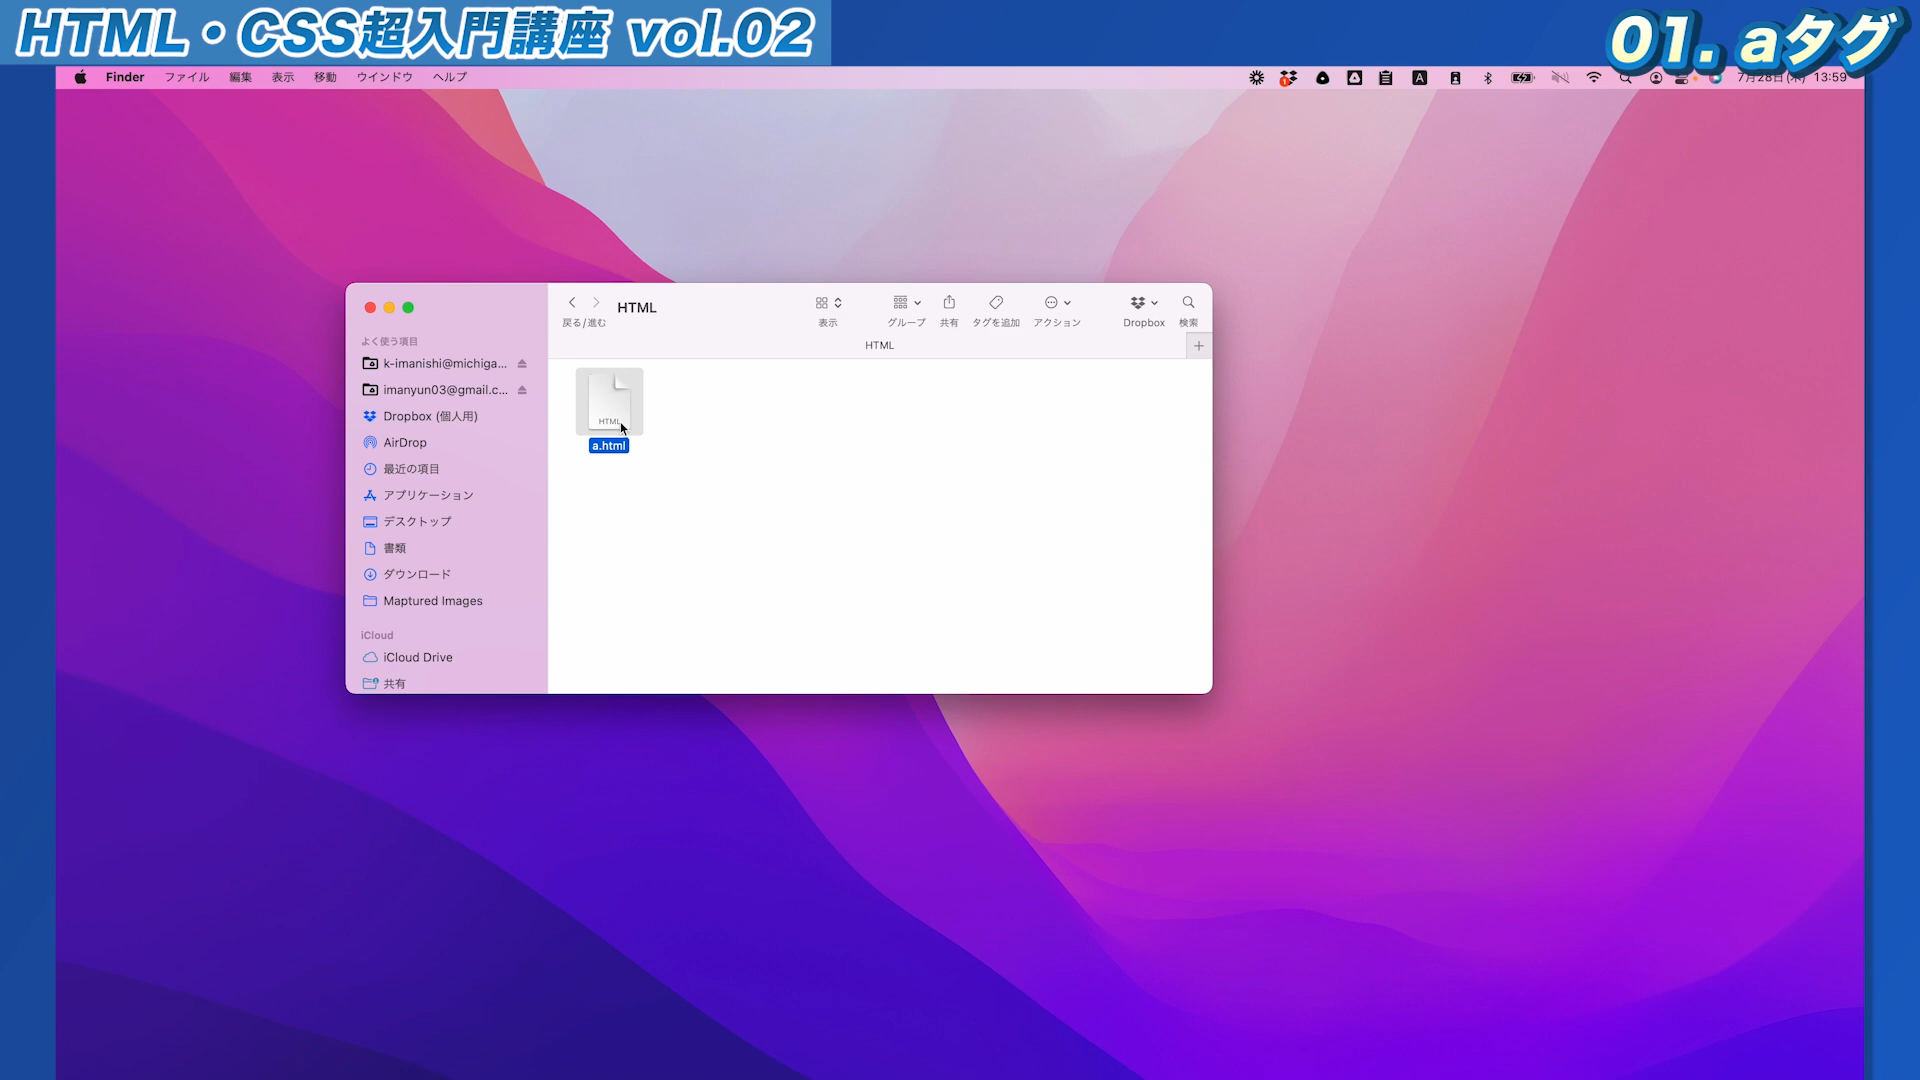 HTML・CSS超入門講座 vol.02
01. aタグ
Finder ファイル 編集 表示 移動 ウインドウ ヘルプ
7月28日(木) 13:59
HTML
戻る/進む
表示
グループ
共有
タグを追加
アクション
Dropbox
検索
HTML
よく使う項目
k-imanishi@michiga...
imanyun03@gmail.c...
Dropbox (個人用)
AirDrop
最近の項目
アプリケーション
デスクトップ
書類
ダウンロード
Maptured Images
iCloud
iCloud Drive
共有
HTML
a.html